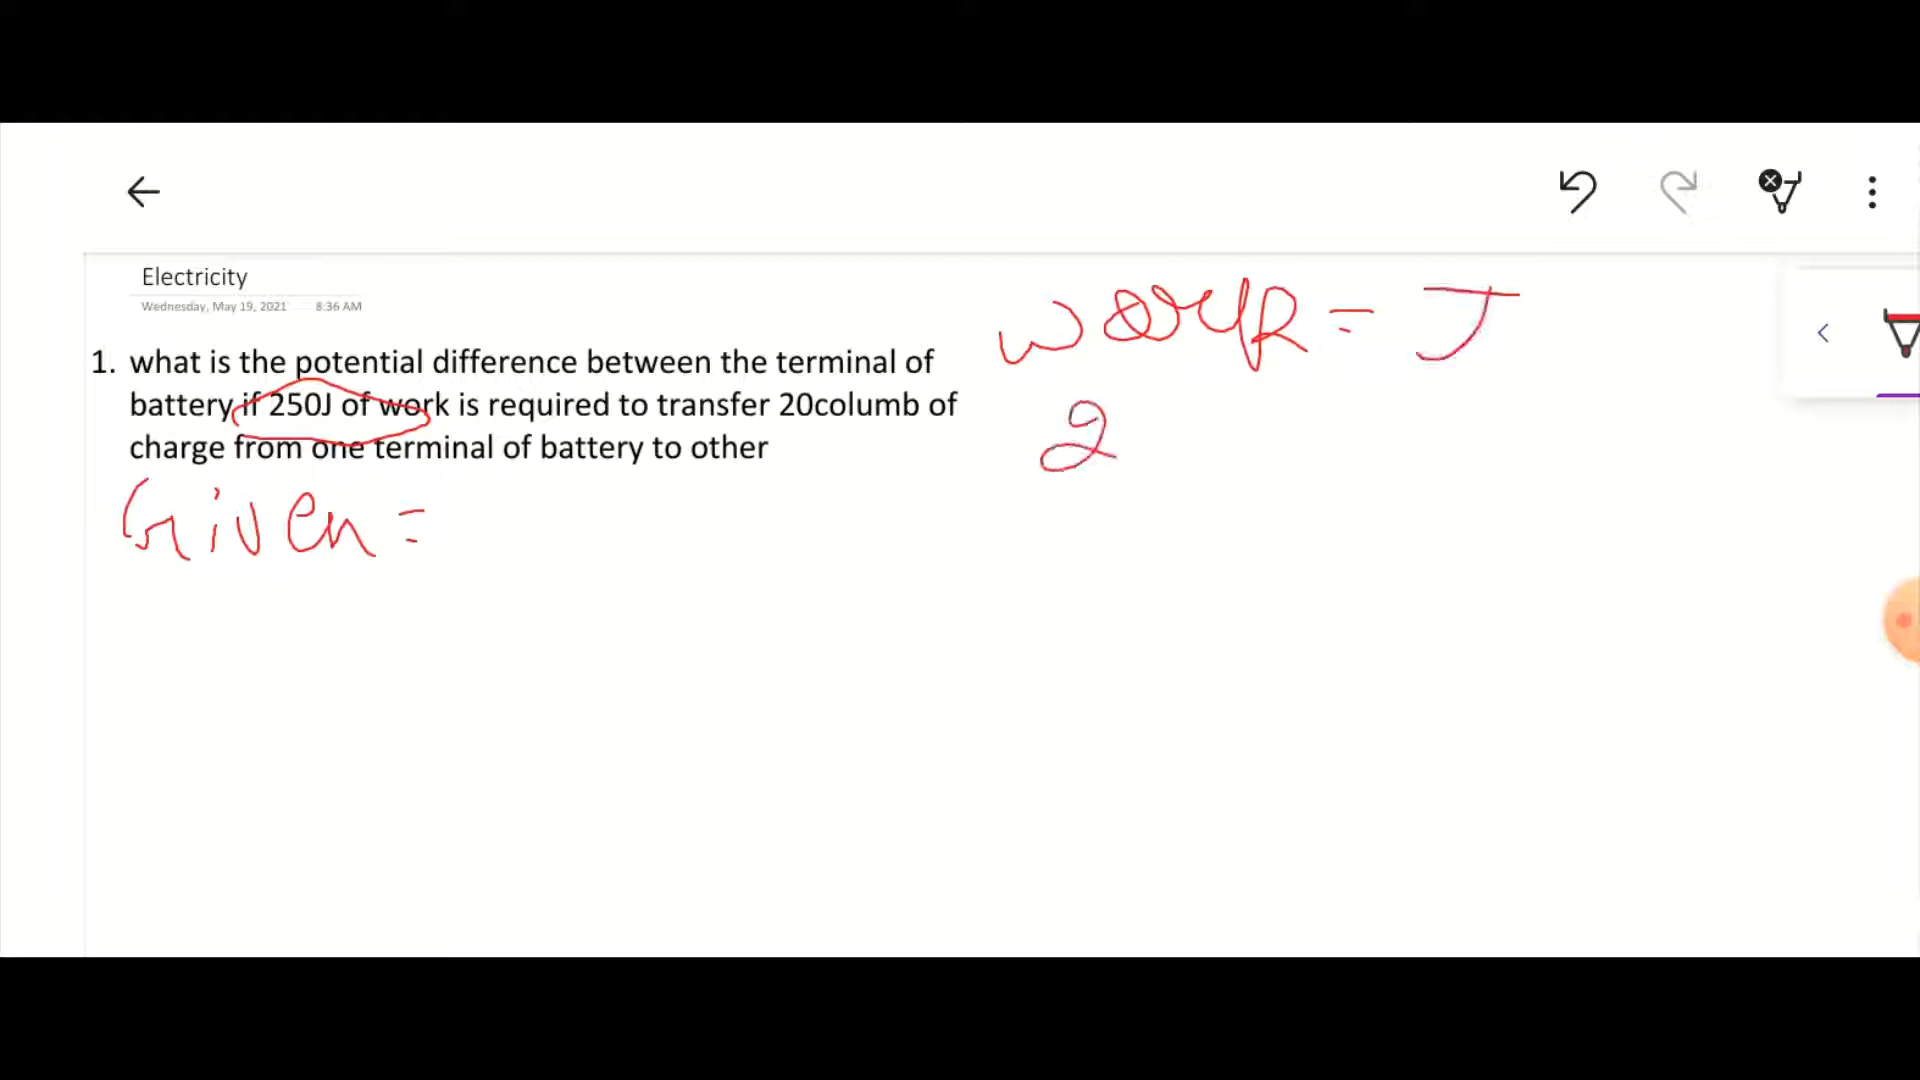 Electricity
Wednesday, May 19, 2021 8:36 AM
1. what is the potential difference between the terminal of
battery if 250J of work is required to transfer 20columb of
charge from one terminal of battery to other
Given =
work = J
2